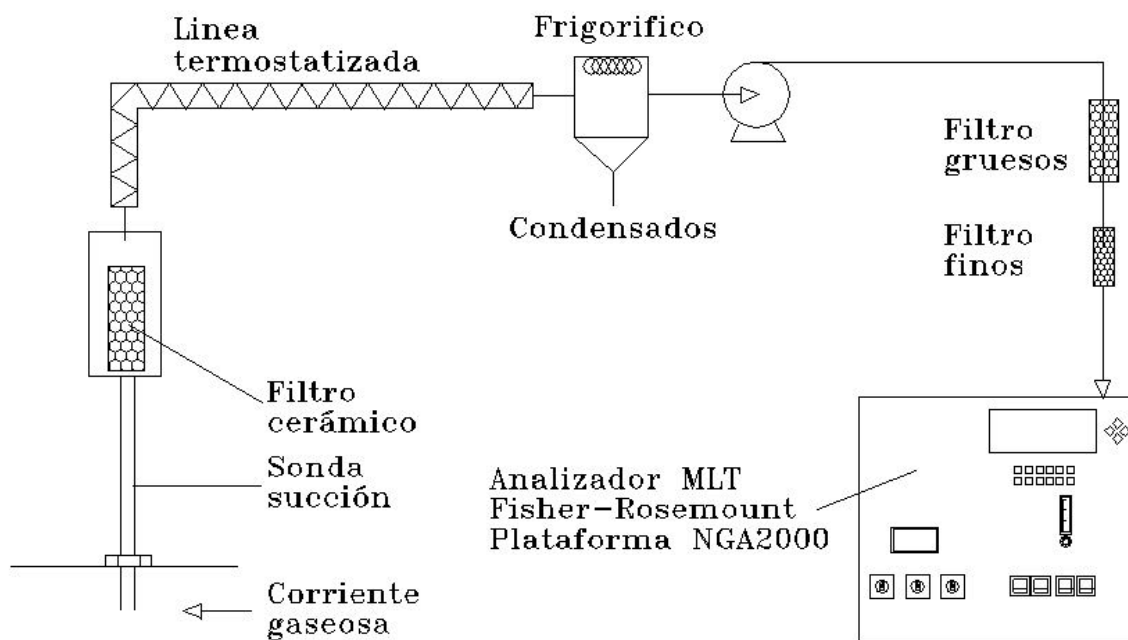 Linea
termostatizada
Frigorifico
Filtro
gruesos
Condensados
Filtro
finos
Filtro
cerámico
Sonda
succión
Analizador MLT
Fisher-Rosemount
Plataforma NGA2000
Corriente
gaseosa